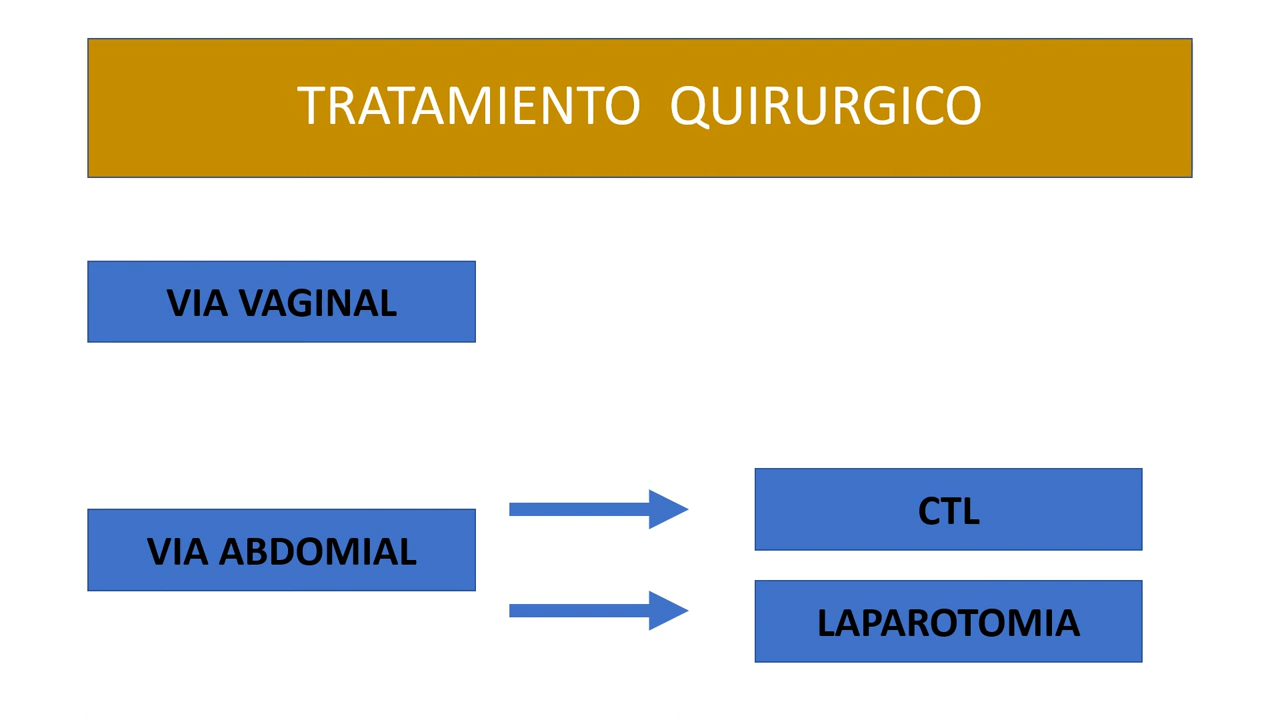 TRATAMIENTO QUIRURGICO
VIA VAGINAL
VIA ABDOMIAL
CTL
LAPAROTOMIA